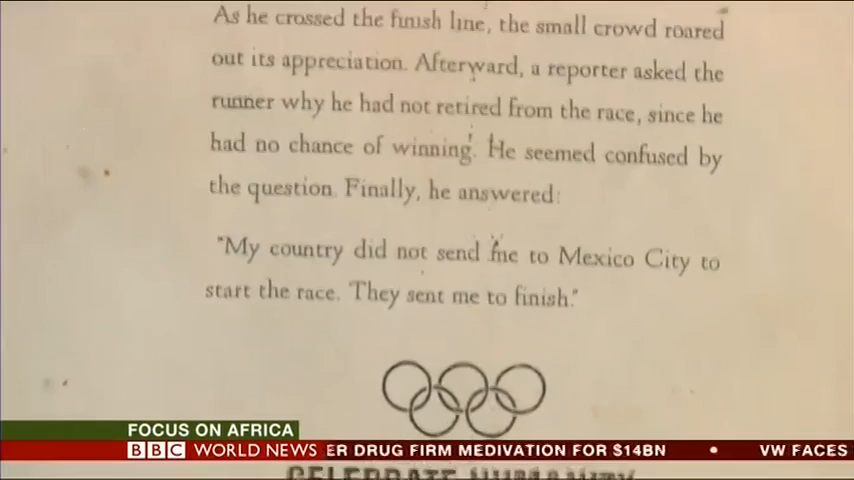 As he crossed the finish line, the small crowd roared
out its appreciation. Afterward, a reporter asked the
runner why he had not retired from the race, since he
had no chance of winning. He seemed confused by
the question. Finally, he answered:
"My country did not send me to Mexico City to
start the race. They sent me to finish."
FOCUS ON AFRICA
BBC WORLD NEWS ER DRUG FIRM MEDIVATION FOR $14BN • VW FACES
CELEBRATE HUMANITY